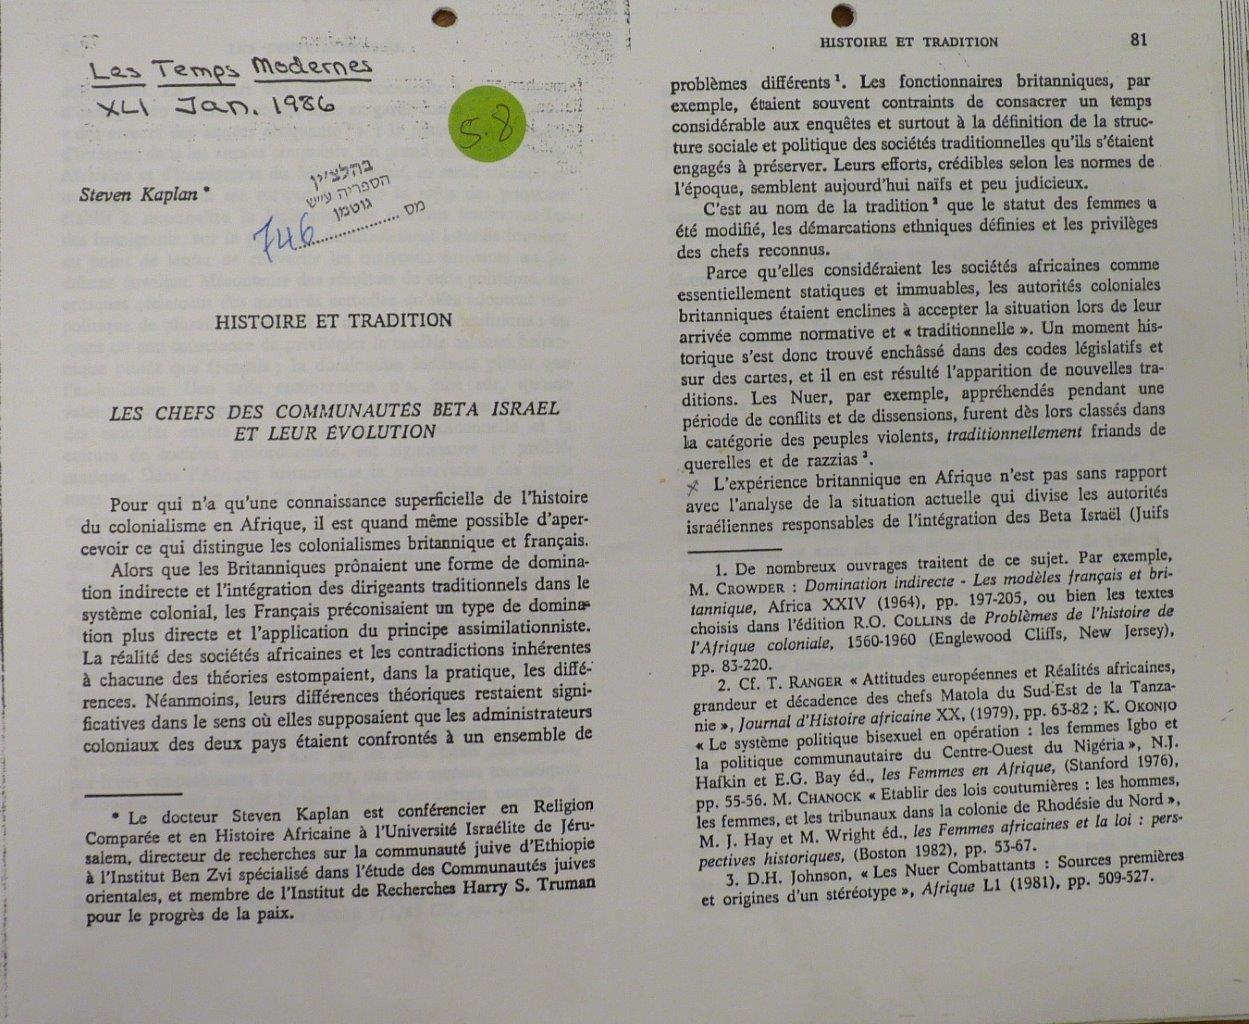 Les Temps Modernes
XLI Jan. 1986
5.8
Steven Kaplan *
בהלצ״ין
הספריה ע״ש
גוטמן
מס
746
HISTOIRE ET TRADITION
LES CHEFS DES COMMUNAUTÉS BETA ISRAEL
ET LEUR ÉVOLUTION
Pour qui n'a qu'une connaissance superficielle de l'histoire
du colonialisme en Afrique, il est quand même possible d'aper-
cevoir ce qui distingue les colonialismes britannique et français.
Alors que les Britanniques prônaient une forme de domina-
tion indirecte et l'intégration des dirigeants traditionnels dans le
système colonial, les Français préconisaient un type de domina-
tion plus directe et l'application du principe assimilationniste.
La réalité des sociétés africaines et les contradictions inhérentes
à chacune des théories estompaient, dans la pratique, les diffé-
rences. Néanmoins, leurs différences théoriques restaient signi-
ficatives dans le sens où elles supposaient que les administrateurs
coloniaux des deux pays étaient confrontés à un ensemble de
* Le docteur Steven Kaplan est conférencier en Religion
Comparée et en Histoire Africaine à l'Université Israélite de Jéru-
salem, directeur de recherches sur la communauté juive d'Ethiopie
à l'Institut Ben Zvi spécialisé dans l'étude des Communautés juives
orientales, et membre de l'Institut de Recherches Harry S. Truman
pour le progrès de la paix.
HISTOIRE ET TRADITION 81
problèmes différents 1. Les fonctionnaires britanniques, par
exemple, étaient souvent contraints de consacrer un temps
considérable aux enquêtes et surtout à la définition de la struc-
ture sociale et politique des sociétés traditionnelles qu'ils s'étaient
engagés à préserver. Leurs efforts, crédibles selon les normes de
l'époque, semblent aujourd'hui naïfs et peu judicieux.
C'est au nom de la tradition 2 que le statut des femmes a
été modifié, les démarcations ethniques définies et les privilèges
des chefs reconnus.
Parce qu'elles considéraient les sociétés africaines comme
essentiellement statiques et immuables, les autorités coloniales
britanniques étaient enclines à accepter la situation lors de leur
arrivée comme normative et « traditionnelle ». Un moment his-
torique s'est donc trouvé enchâssé dans des codes législatifs et
sur des cartes, et il en est résulté l'apparition de nouvelles tra-
ditions. Les Nuer, par exemple, appréhendés pendant une
période de conflits et de dissensions, furent dès lors classés dans
la catégorie des peuples violents, traditionnellement friands de
querelles et de razzias 3.
L'expérience britannique en Afrique n'est pas sans rapport
avec l'analyse de la situation actuelle qui divise les autorités
israéliennes responsables de l'intégration des Beta Israël (Juifs
1. De nombreux ouvrages traitent de ce sujet. Par exemple,
M. CROWDER : Domination indirecte - Les modèles français et bri-
tannique, Africa XXIV (1964), pp. 197-205, ou bien les textes
choisis dans l'édition R.O. COLLINS de Problèmes de l'histoire de
l'Afrique coloniale, 1560-1960 (Englewood Cliffs, New Jersey),
pp. 83-220.
2. Cf. T. RANGER « Attitudes européennes et Réalités africaines,
grandeur et décadence des chefs Matola du Sud-Est de la Tanza-
nie », Journal d'Histoire africaine XX, (1979), pp. 63-82 ; K. OKONJO
« Le système politique bisexuel en opération : les femmes Igbo et
la politique communautaire du Centre-Ouest du Nigéria », N.J.
Hafkin et E.G. Bay éd., les Femmes en Afrique, (Stanford 1976),
pp. 55-56. M. CHANOCK « Etablir des lois coutumières : les hommes,
les femmes, et les tribunaux dans la colonie de Rhodésie du Nord »,
M. J. Hay et M. Wright éd., les Femmes africaines et la loi : pers-
pectives historiques, (Boston 1982), pp. 53-67.
3. D.H. Johnson, « Les Nuer Combattants : Sources premières
et origines d'un stéréotype », Afrique L1 (1981), pp. 509-527.